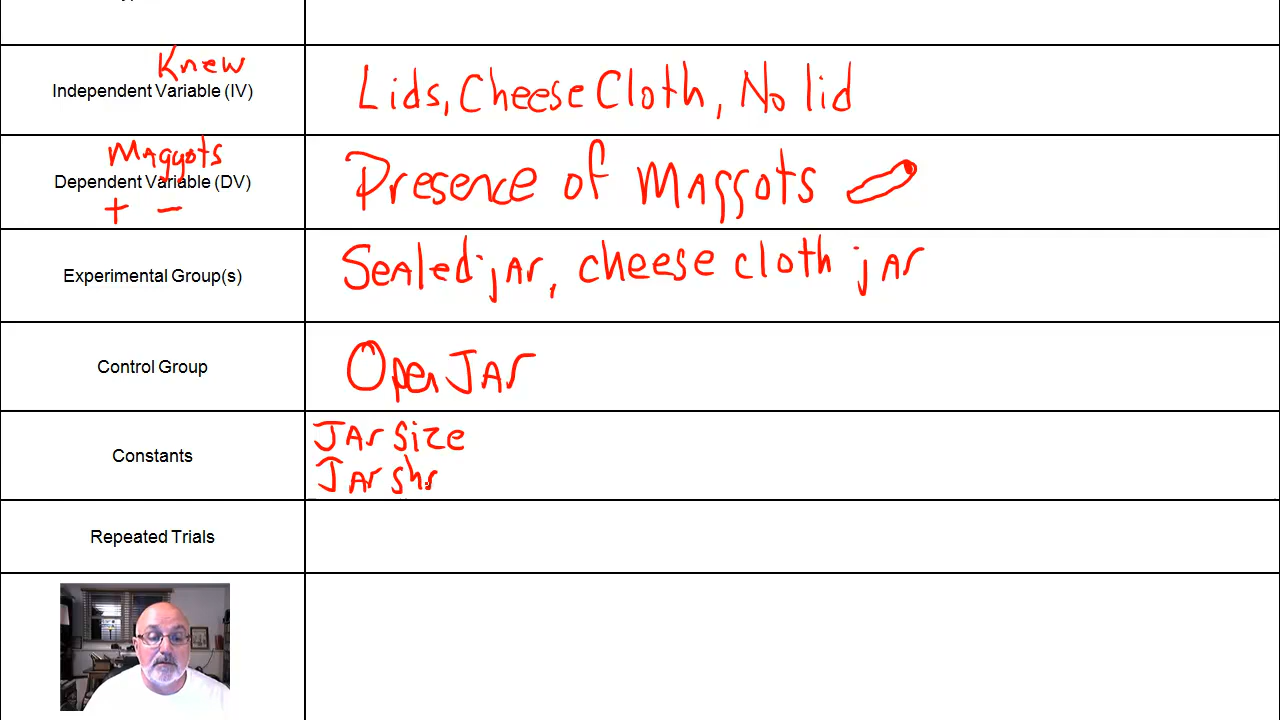 Knew
Independent Variable (IV)
Lids, Cheese Cloth, No lid
Maggots
Dependent Variable (DV)
+ -
Presence of Maggots
Experimental Group(s)
Sealed jar, cheese cloth jar
Control Group
Open Jar
Constants
Jar size
Jar
Repeated Trials